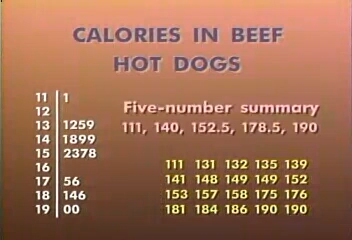 CALORIES IN BEEF
HOT DOGS
11 | 1
12 |
13 | 1259
14 | 1899
15 | 2378
16 |
17 | 56
18 | 146
19 | 00
Five-number summary
111, 140, 152.5, 178.5, 190
111 131 132 135 139
141 148 149 149 152
153 157 158 175 176
181 184 186 190 190